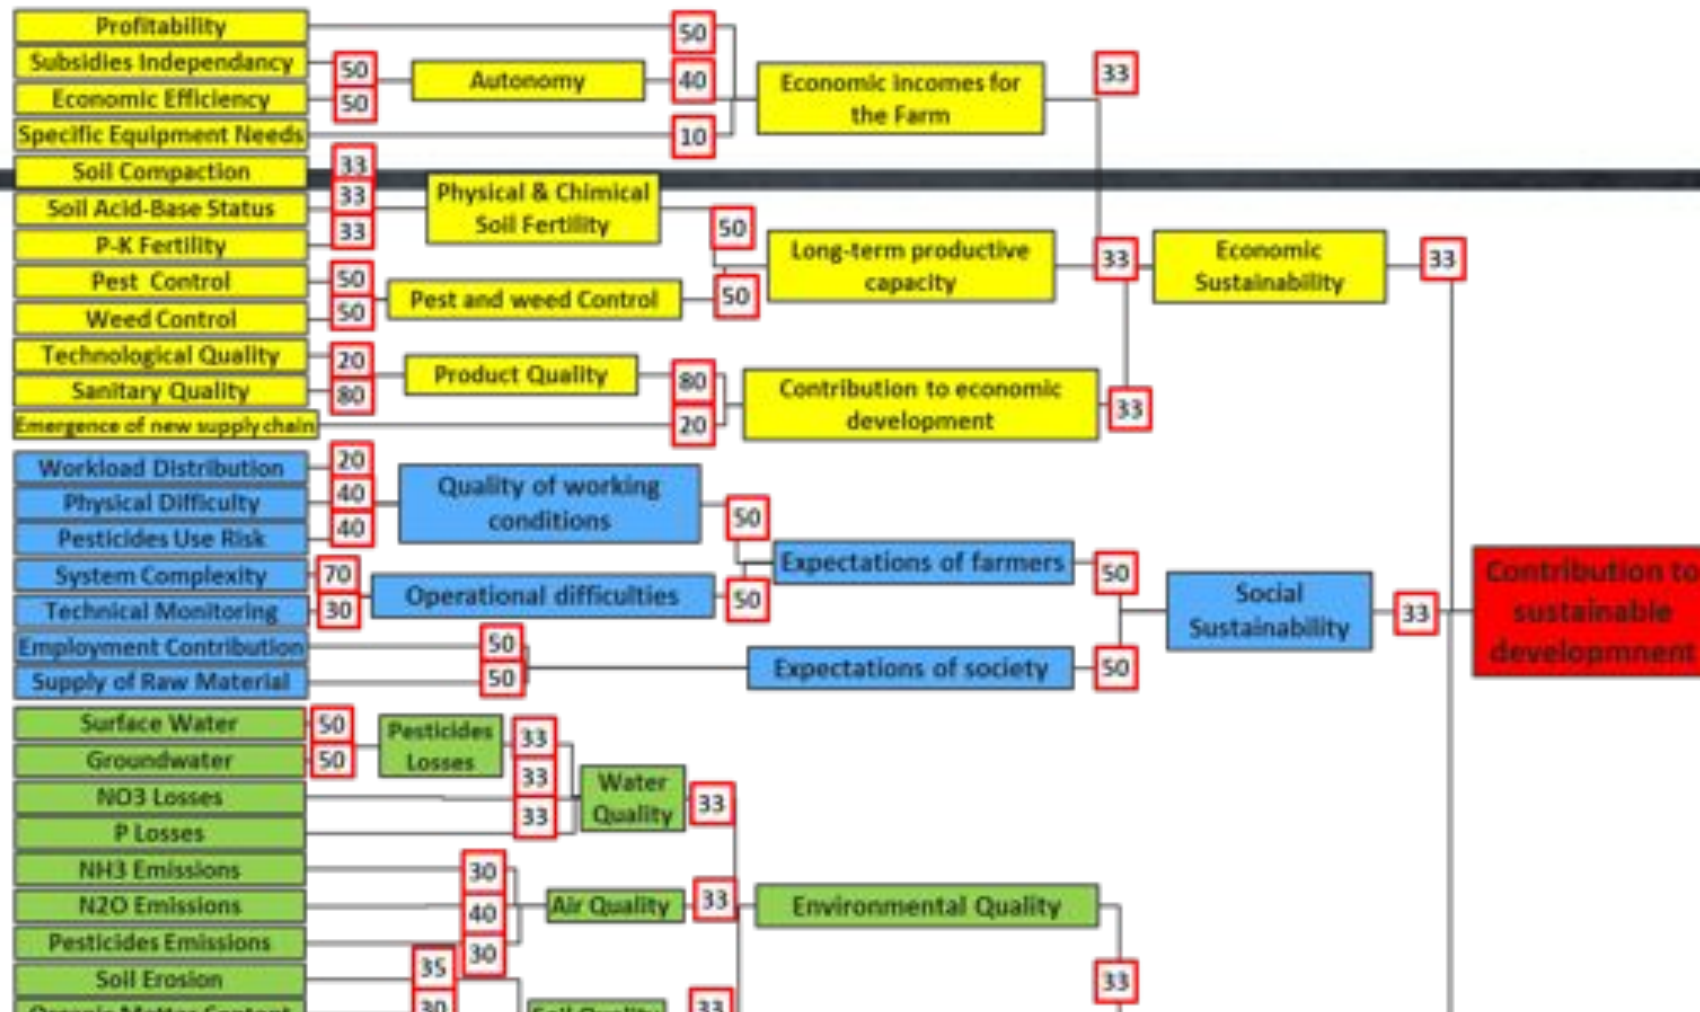 Profitability
50
Subsidies Independancy
50
Autonomy
40
Economic Incomes for
the Farm
33
Economic Efficiency
50
Specific Equipment Needs
10
Soil Compaction
33
Physical & Chimical
Soil Fertility
Soil Acid-Base Status
33
50
P-K Fertility
33
Long-term productive
capacity
33
Economic
Sustainability
33
Pest Control
50
Pest and weed Control
50
Weed Control
50
Technological Quality
20
Product Quality
80
Contribution to economic
development
33
Sanitary Quality
80
Emergence of new supply chain
20
Workload Distribution
20
Quality of working
conditions
50
Physical Difficulty
40
Pesticides Use Risk
40
Expectations of farmers
50
System Complexity
70
Operational difficulties
50
Social
Sustainability
33
Contribution to
sustainable
developmnent
Technical Monitoring
30
Employment Contribution
50
Expectations of society
50
Supply of Raw Material
50
Surface Water
50
Pesticides
Losses
33
Groundwater
50
33
Water
Quality
33
NO3 Losses
33
P Losses
NH3 Emissions
30
N2O Emissions
40
Air Quality
33
Environmental Quality
Pesticides Emissions
30
Soil Erosion
35
33
Organic Matter Content
30
Soil Quality
33